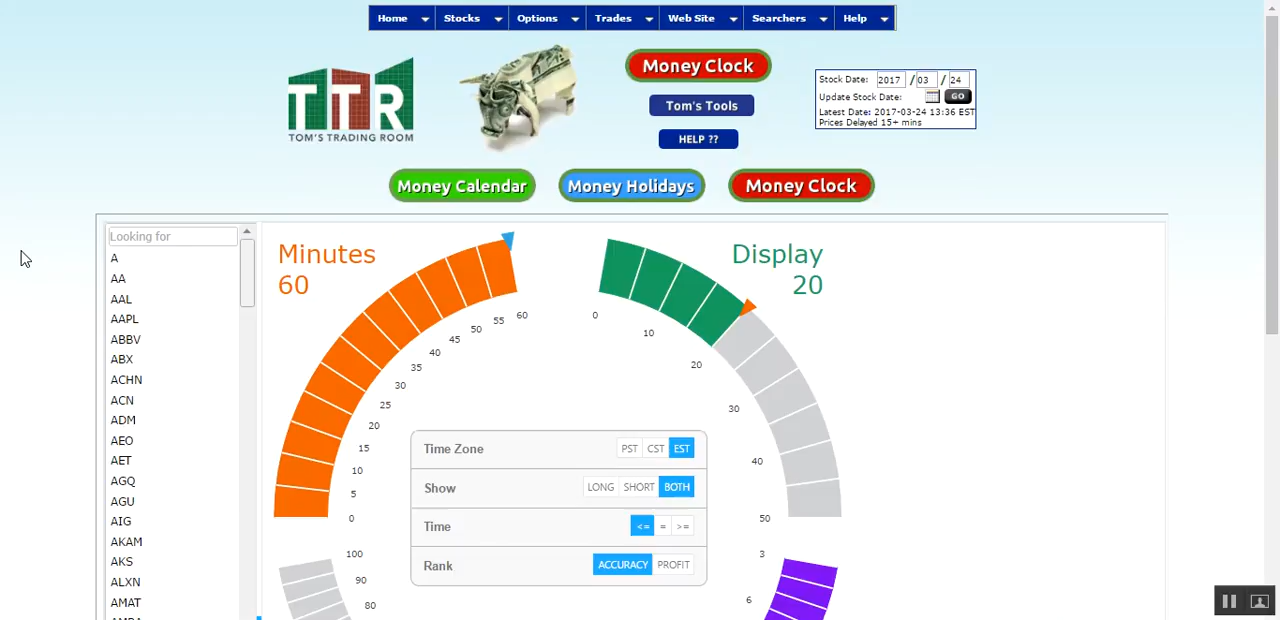 Home Stocks Options Trades Web Site Searchers Help
TTR
TOM'S TRADING ROOM
Money Clock
Tom's Tools
HELP ??
Stock Date: 2017 / 03 / 24
Update Stock Date: GO
Latest Date: 2017-03-24 13:36 EST
Prices Delayed 15+ mins
Money Calendar Money Holidays Money Clock
Looking for
A
AA
AAL
AAPL
ABBV
ABX
ACHN
ACN
ADM
AEO
AET
AGQ
AGU
AIG
AKAM
AKS
ALXN
AMAT
Minutes
60
60
55
50
45
40
35
30
25
20
15
10
5
0
Display
20
0
10
20
30
40
50
Time Zone PST CST EST
Show LONG SHORT BOTH
Time <= = >=
Rank ACCURACY PROFIT
100
90
80
3
6